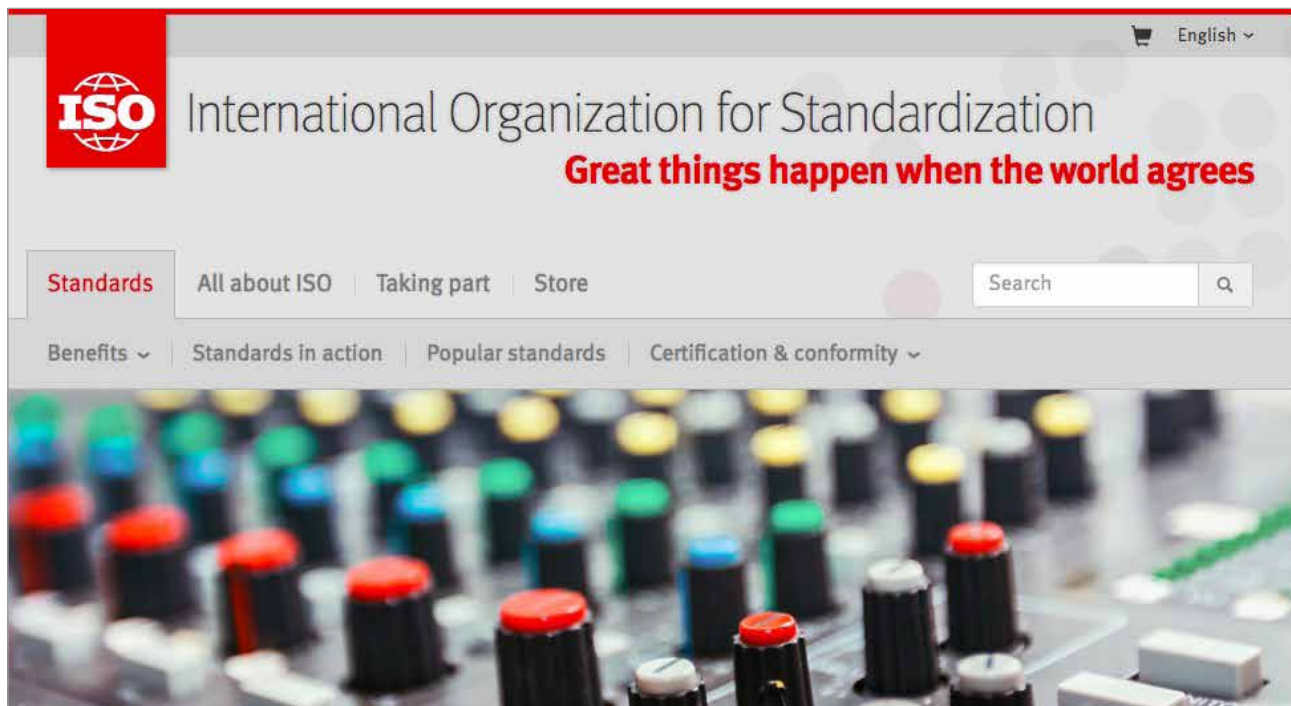 English
ISO
International Organization for Standardization
Great things happen when the world agrees
Standards All about ISO Taking part Store Search
Benefits Standards in action Popular standards Certification & conformity